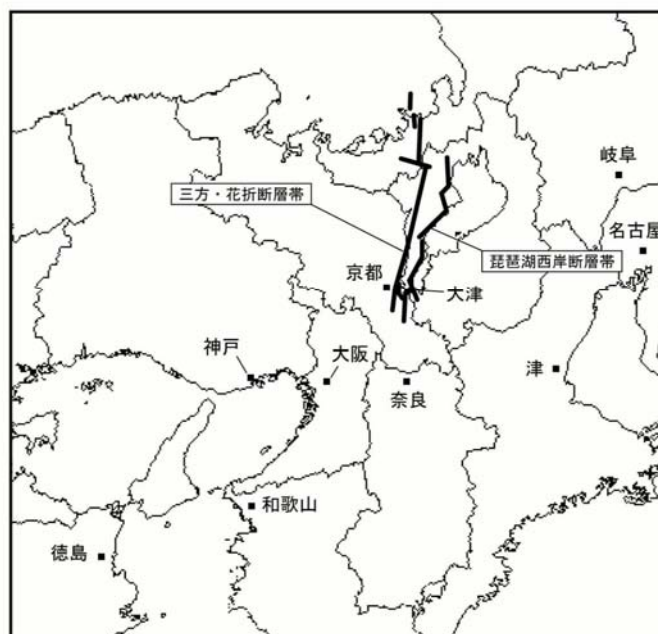 岐阜
三方・花折断層帯
名古屋
琵琶湖西岸断層帯
京都
大津
神戸
大阪
津
奈良
和歌山
徳島